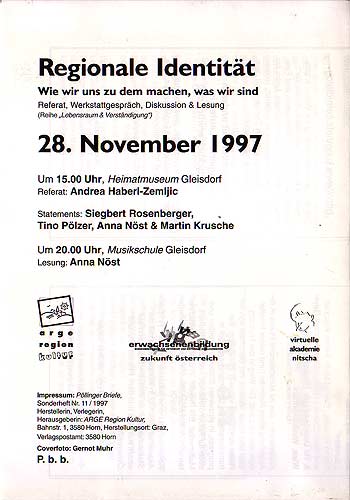 Regionale Identität
Wie wir uns zu dem machen, was wir sind
Referat, Werkstattgespräch, Diskussion & Lesung
(Reihe „Lebensraum & Verständigung")
28. November 1997
Um 15.00 Uhr, Heimatmuseum Gleisdorf
Referat: Andrea Haberl-Zemljic
Statements: Siegbert Rosenberger,
Tino Pölzer, Anna Nöst & Martin Krusche
Um 20.00 Uhr, Musikschule Gleisdorf
Lesung: Anna Nöst
arge
region
kultur
erwachsenenbildung
zukunft österreich
virtuelle
akademie
nitscha
Impressum: Pöllinger Briefe,
Sonderheft Nr. 11 / 1997
Herstellerin, Verlegerin,
Herausgeberin: ARGE Region Kultur,
Bahnstr. 1, 3580 Horn, Herstellungsort: Graz,
Verlagspostamt: 3580 Horn
Coverfoto: Gernot Muhr
P. b. b.